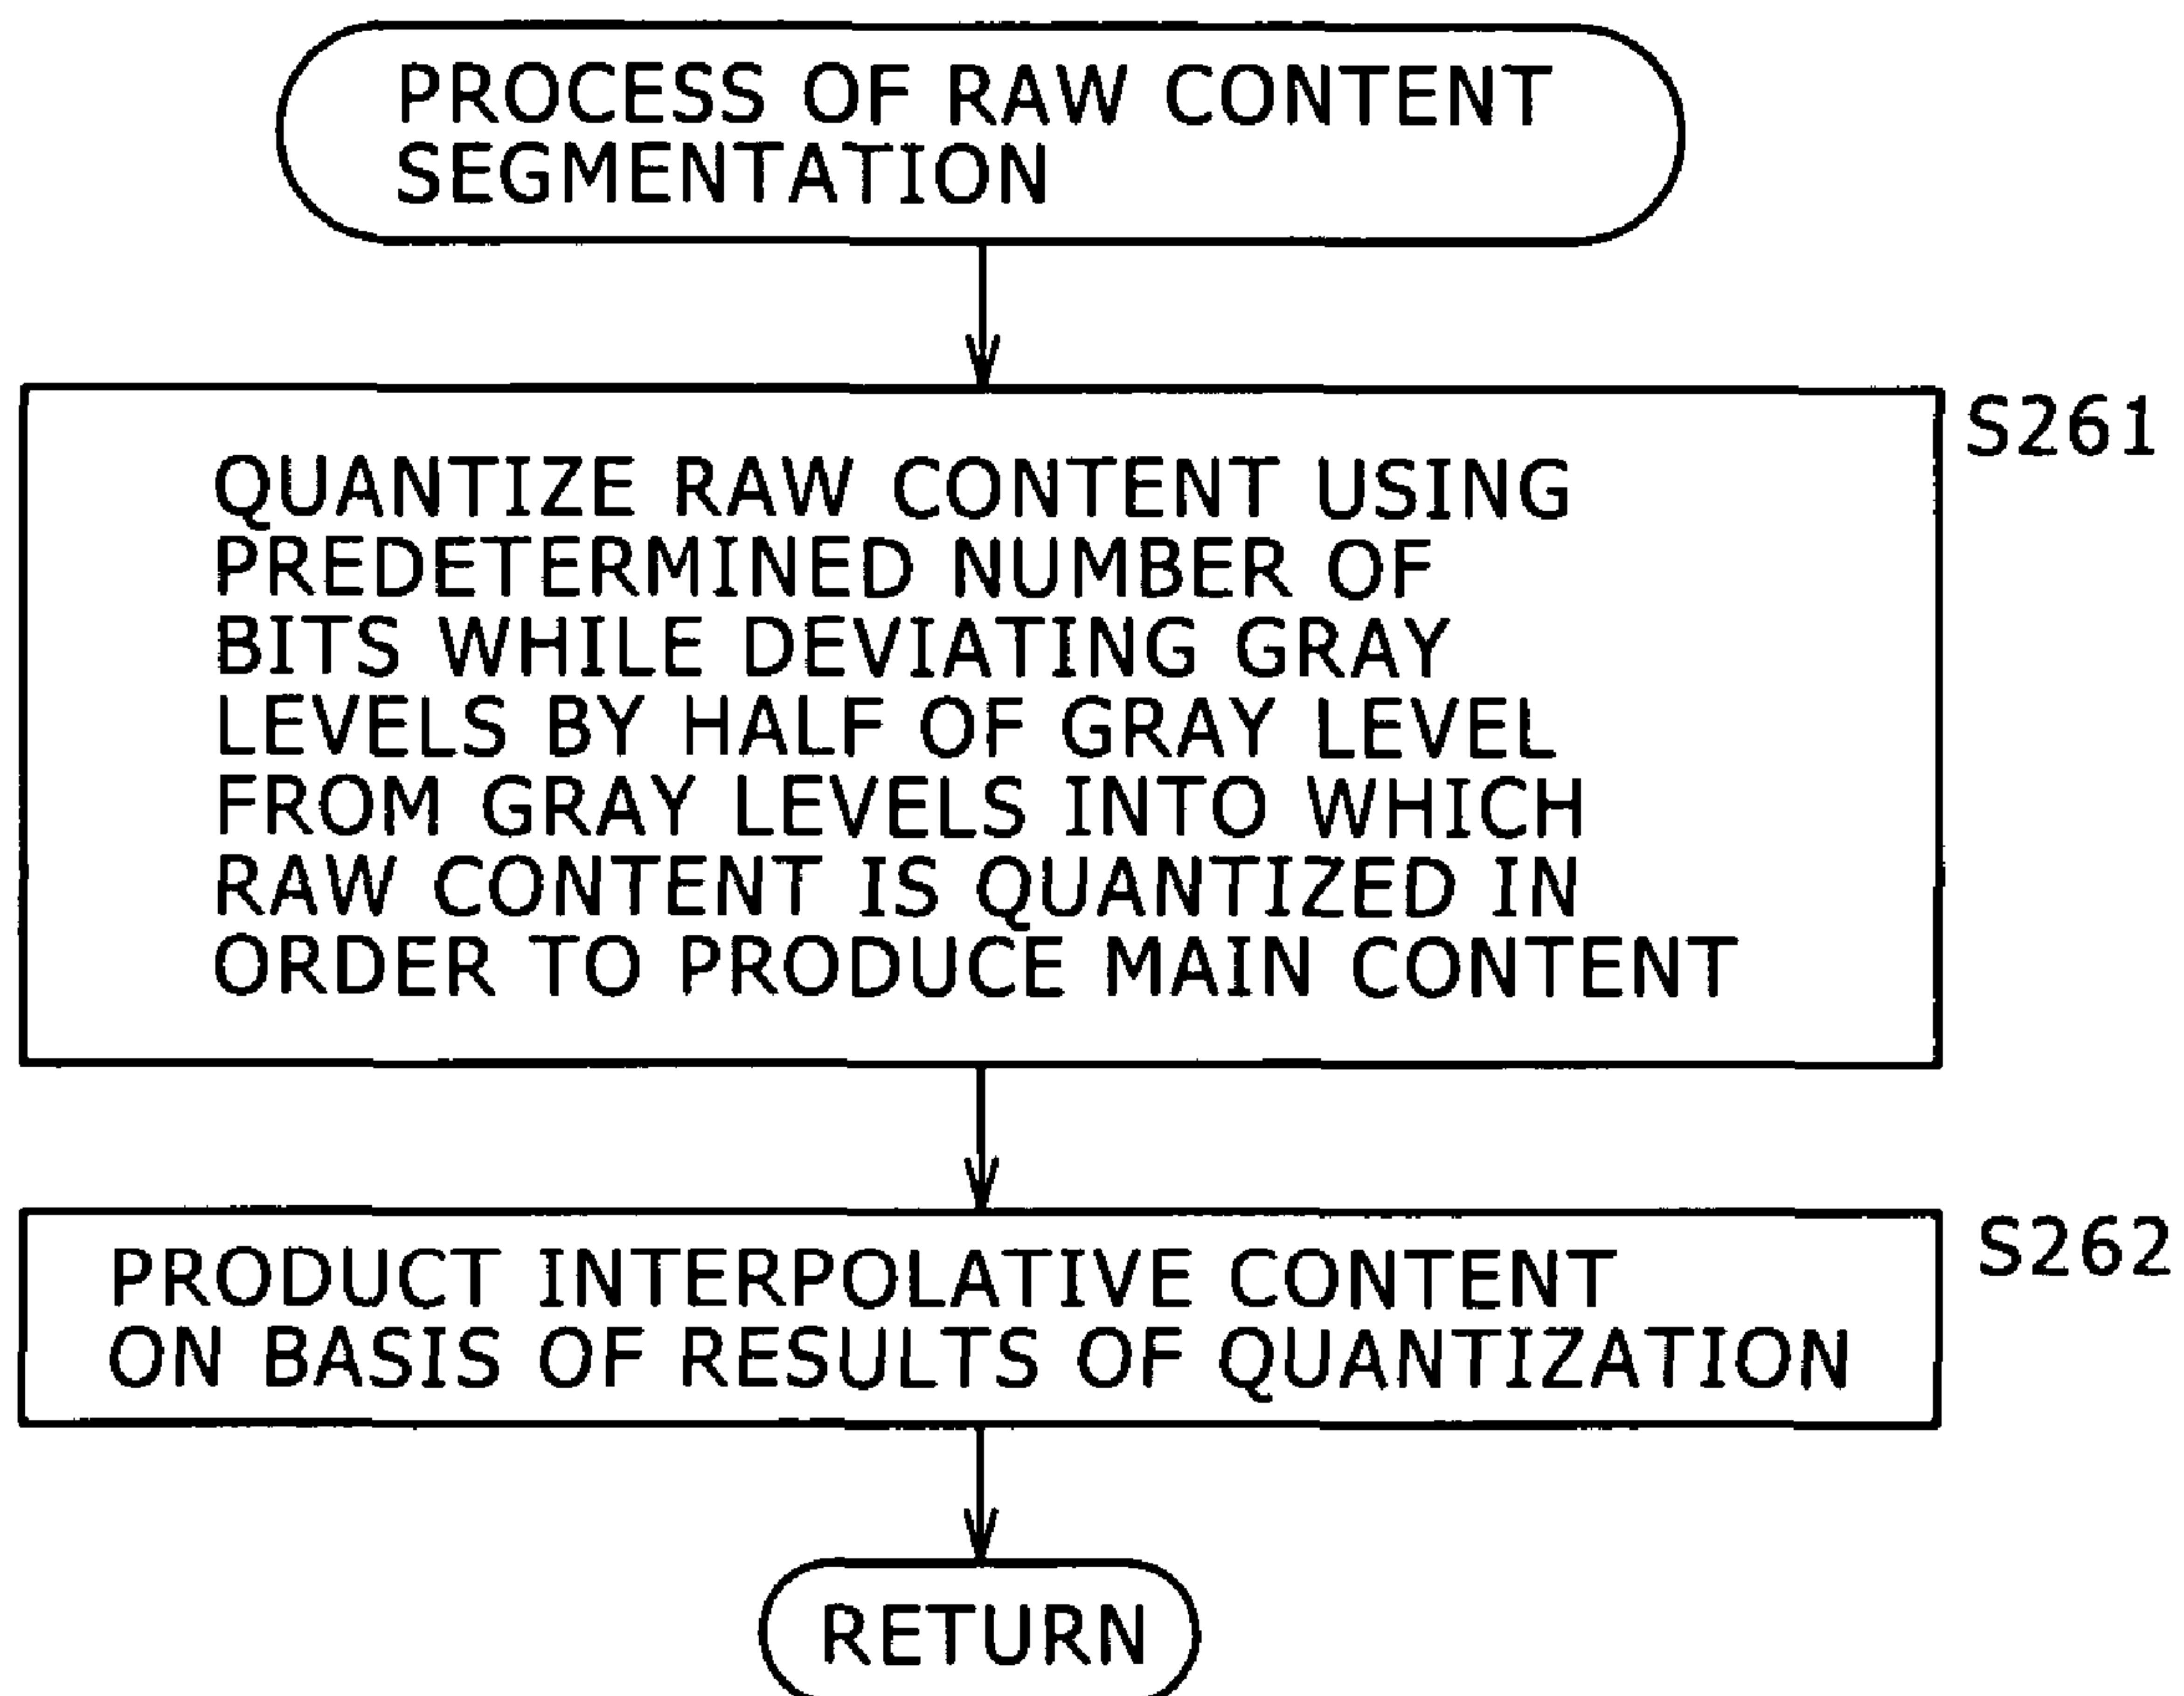 PROCESS OF RAW CONTENT
SEGMENTATION
S261
QUANTIZE RAW CONTENT USING
PREDETERMINED NUMBER OF
BITS WHILE DEVIATING GRAY
LEVELS BY HALF OF GRAY LEVEL
FROM GRAY LEVELS INTO WHICH
RAW CONTENT IS QUANTIZED IN
ORDER TO PRODUCE MAIN CONTENT
S262
PRODUCT INTERPOLATIVE CONTENT
ON BASIS OF RESULTS OF QUANTIZATION
RETURN